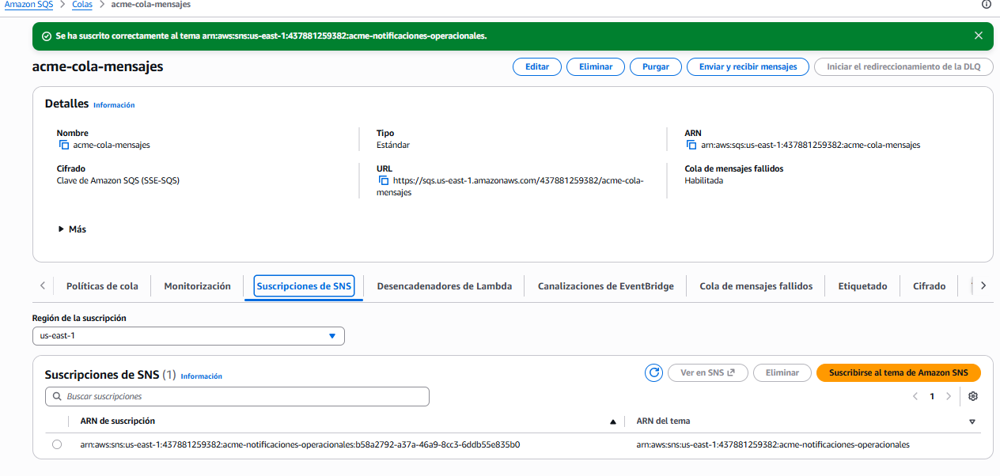 Amazon SQS > Colas > acme-cola-mensajes
Se ha suscrito correctamente al tema arn:aws:sns:us-east-1:437881259382:acme-notificaciones-operacionales.
acme-cola-mensajes
Editar
Eliminar
Purgar
Enviar y recibir mensajes
Iniciar el redireccionamiento de la DLQ
Detalles Información
Nombre
acme-cola-mensajes
Tipo
Estándar
ARN
arn:aws:sqs:us-east-1:437881259382:acme-cola-mensajes
Cifrado
Clave de Amazon SQS (SSE-SQS)
URL
https://sqs.us-east-1.amazonaws.com/437881259382/acme-cola-
mensajes
Cola de mensajes fallidos
Habilitada
Más
Políticas de cola
Monitorización
Suscripciones de SNS
Desencadenadores de Lambda
Canalizaciones de EventBridge
Cola de mensajes fallidos
Etiquetado
Cifrado
Región de la suscripción
us-east-1
Suscripciones de SNS (1) Información
Ver en SNS
Eliminar
Suscribirse al tema de Amazon SNS
Buscar suscripciones
1
ARN de suscripción
ARN del tema
arn:aws:sns:us-east-1:437881259382:acme-notificaciones-operacionales:b58a2792-a37a-46a9-8cc3-6ddb55e835b0
arn:aws:sns:us-east-1:437881259382:acme-notificaciones-operacionales